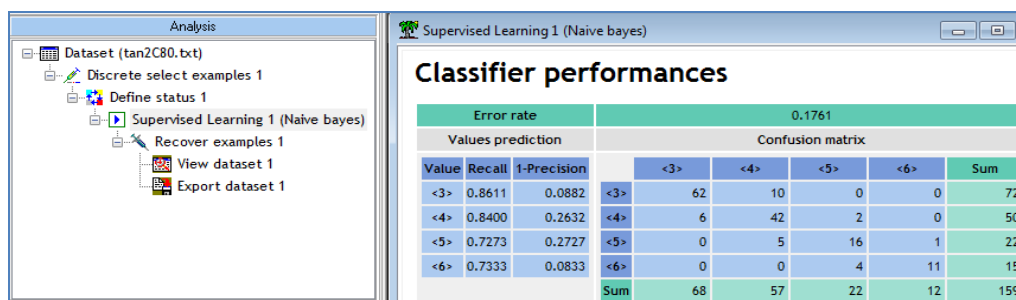 Analysis
Dataset (tan2C80.txt)
Discrete select examples 1
Define status 1
Supervised Learning 1 (Naive bayes)
Recover examples 1
View dataset 1
Export dataset 1
Supervised Learning 1 (Naive bayes)
Classifier performances
Error rate 0.1761
Values prediction Confusion matrix
Value Recall 1-Precision <3> <4> <5> <6> Sum
<3> 0.8611 0.0882 <3> 62 10 0 0 72
<4> 0.8400 0.2632 <4> 6 42 2 0 50
<5> 0.7273 0.2727 <5> 0 5 16 1 22
<6> 0.7333 0.0833 <6> 0 0 4 11 15
Sum 68 57 22 12 159